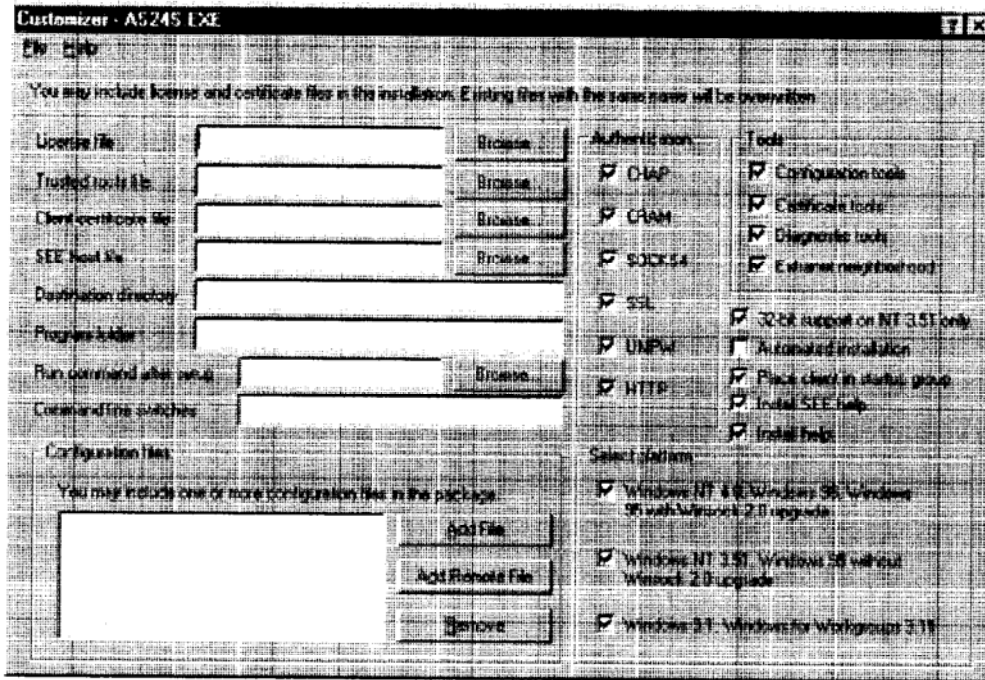 Customizer - AS24S EXE
File Help
You may include license and certificate files in the installation. Existing files with the same name will be overwritten
License file
Browse...
Trusted roots file
Browse...
Client certificate file
Browse...
SEE host file
Browse...
Destination directory
Program folder
Run command after setup
Browse...
Command line switches
Authentication
CHAP
CRAM
SOCKS4
SSL
UNPW
HTTP
Tools
Configuration tools
Certificate tools
Diagnostic tools
Extranet neighborhood
32-bit support on NT 3.51 only
Automated installation
Place client in startup group
Install SEE help
Install help
Configuration files
You may include one or more configuration files in the package.
Add File
Add Remote File
Remove
Select platform
Windows NT 4.0, Windows 98, Windows
95 with Winsock 2.0 upgrade
Windows NT 3.51, Windows 95 without
Winsock 2.0 upgrade
Windows 3.1, Windows for Workgroups 3.11